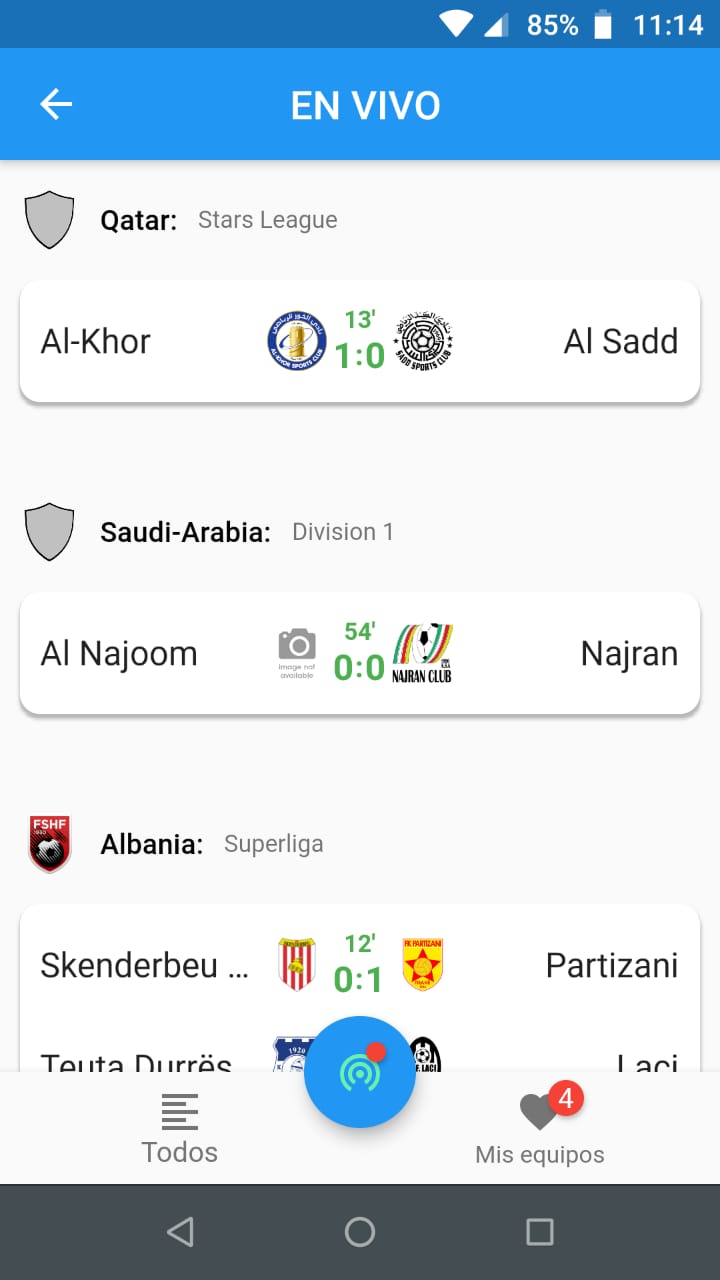 85% 11:14
EN VIVO
Qatar: Stars League
Al-Khor 13' 1:0 Al Sadd
Saudi-Arabia: Division 1
Al Najoom 54' 0:0 Najran
Image not available
NAJRAN CLUB
FSHF
Albania: Superliga
Skenderbeu ... 12' 0:1 Partizani
FK PARTIZANI
Teuta Durrës Laci
1920
F. LACI
4
Todos Mis equipos